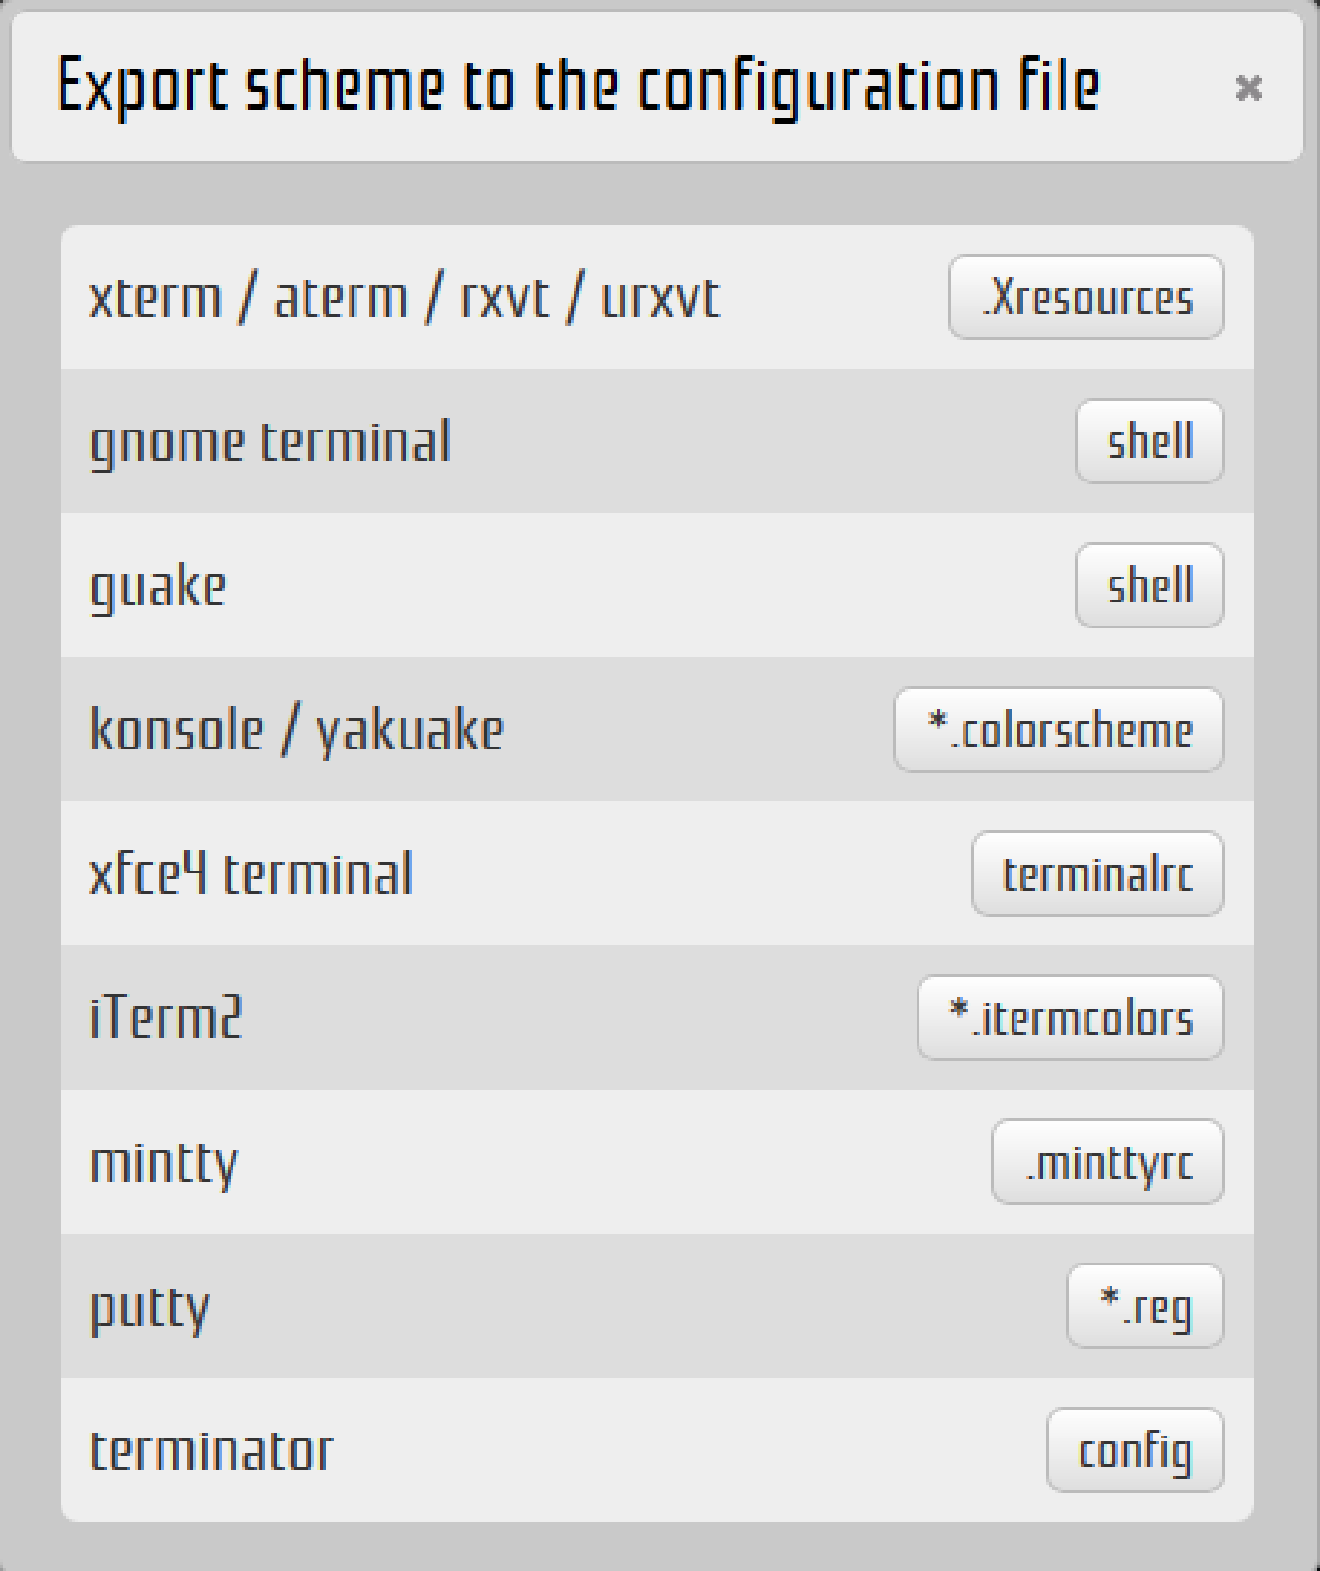 Export scheme to the configuration file
xterm / aterm / rxvt / urxvt .Xresources
gnome terminal shell
guake shell
konsole / yakuake *.colorscheme
xfce4 terminal terminalrc
iTerm2 *.itermcolors
mintty .minttyrc
putty *.reg
terminator config